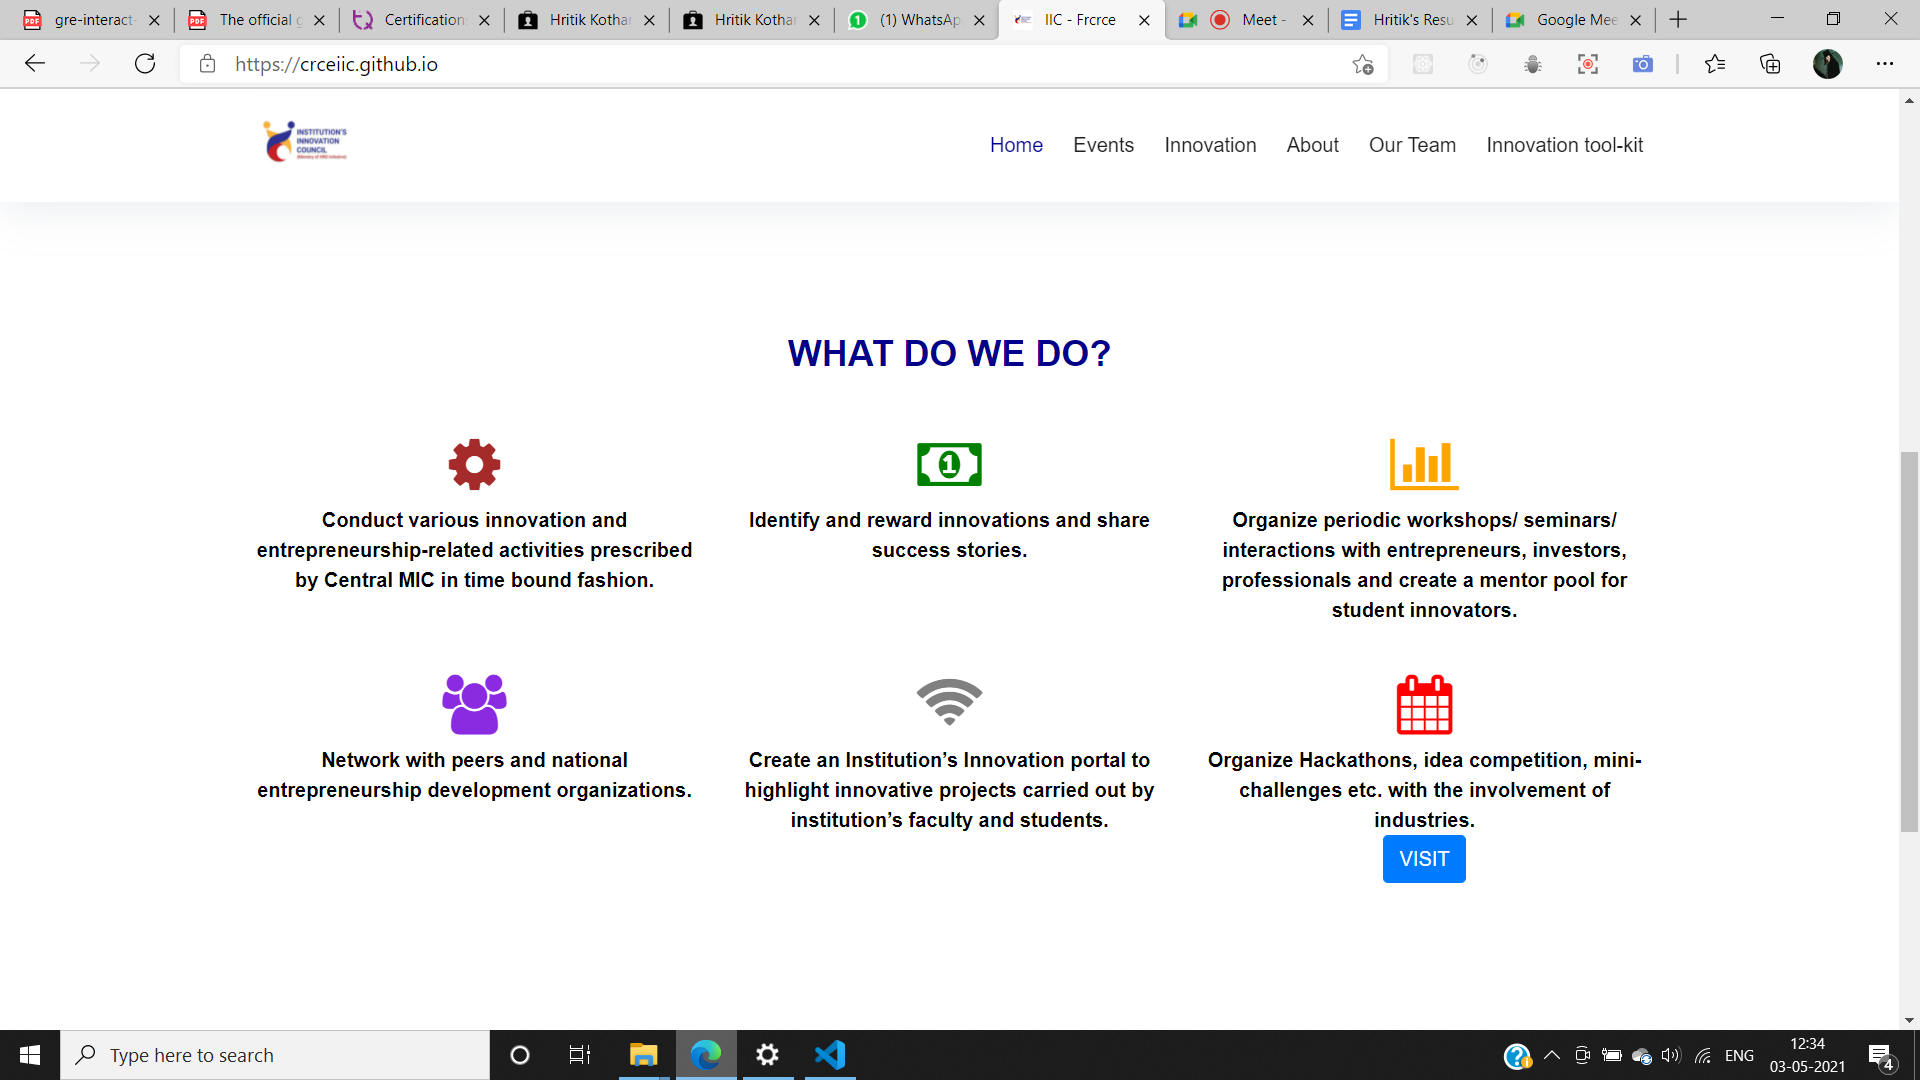 gre-interact-
The official g
Certification
Hritik Kothar
Hritik Kothar
(1) WhatsAp
IIC - Frcrce
Meet -
Hritik's Resu
Google Mee
https://crceiic.github.io
INSTITUTION'S
INNOVATION
COUNCIL
(Ministry of HRD Initiative)
Home
Events
Innovation
About
Our Team
Innovation tool-kit
WHAT DO WE DO?
Conduct various innovation and
entrepreneurship-related activities prescribed
by Central MIC in time bound fashion.
Identify and reward innovations and share
success stories.
Organize periodic workshops/ seminars/
interactions with entrepreneurs, investors,
professionals and create a mentor pool for
student innovators.
Network with peers and national
entrepreneurship development organizations.
Create an Institution’s Innovation portal to
highlight innovative projects carried out by
institution’s faculty and students.
Organize Hackathons, idea competition, mini-
challenges etc. with the involvement of
industries.
VISIT
Type here to search
ENG
12:34
03-05-2021
4